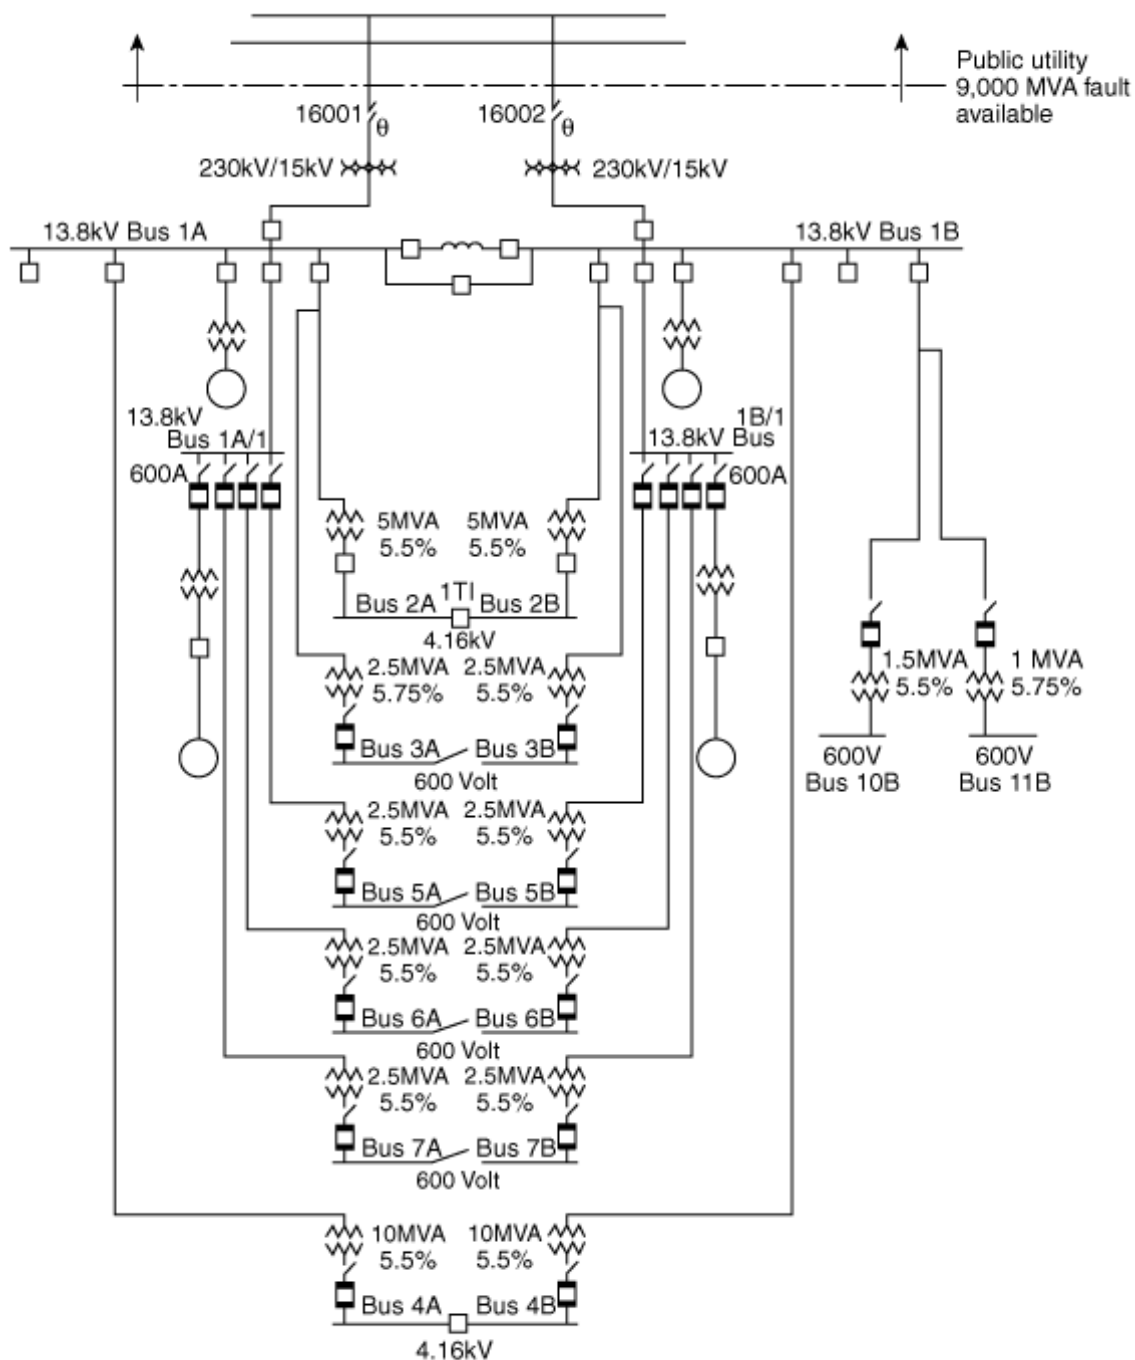 Public utility
9,000 MVA fault
available
16001
θ
16002
θ
230kV/15kV
230kV/15kV
13.8kV Bus 1A
13.8kV Bus 1B
13.8kV
Bus 1A/1
600A
1B/1
13.8kV Bus
600A
5MVA
5.5%
5MVA
5.5%
1TI
Bus 2A
Bus 2B
4.16kV
2.5MVA
5.75%
2.5MVA
5.5%
1.5MVA
5.5%
1 MVA
5.75%
Bus 3A
Bus 3B
600 Volt
600V
Bus 10B
600V
Bus 11B
2.5MVA
5.5%
2.5MVA
5.5%
Bus 5A
Bus 5B
600 Volt
2.5MVA
5.5%
2.5MVA
5.5%
Bus 6A
Bus 6B
600 Volt
2.5MVA
5.5%
2.5MVA
5.5%
Bus 7A
Bus 7B
600 Volt
10MVA
5.5%
10MVA
5.5%
Bus 4A
Bus 4B
4.16kV